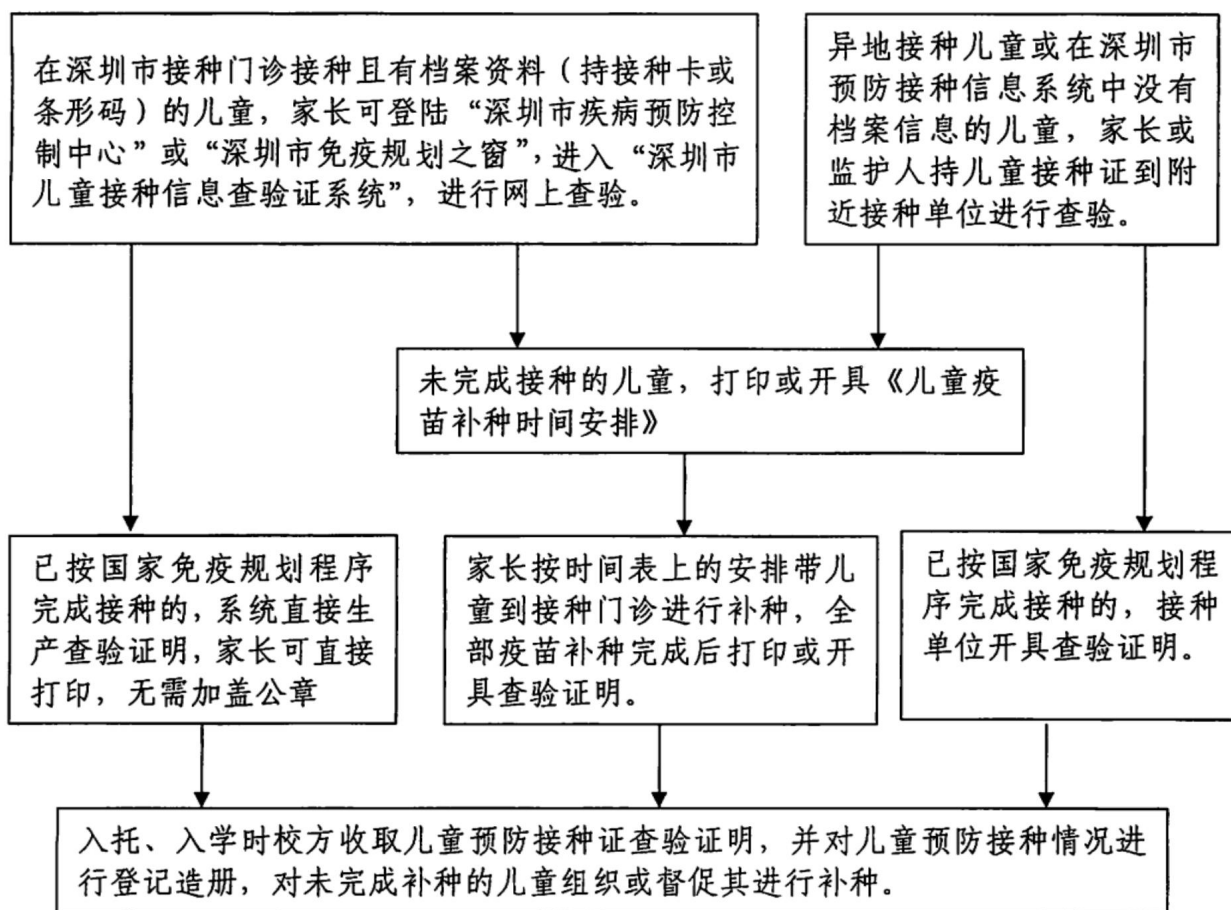 在深圳市接种门诊接种且有档案资料（持接种卡或
条形码）的儿童，家长可登陆“深圳市疾病预防控
制中心”或“深圳市免疫规划之窗”，进入“深圳市
儿童接种信息查验证系统”，进行网上查验。
异地接种儿童或在深圳市
预防接种信息系统中没有
档案信息的儿童，家长或
监护人持儿童接种证到附
近接种单位进行查验。
未完成接种的儿童，打印或开具《儿童疫
苗补种时间安排》
已按国家免疫规划程序
完成接种的，系统直接生
产查验证明，家长可直接
打印，无需加盖公章
家长按时间表上的安排带儿
童到接种门诊进行补种，全
部疫苗补种完成后打印或开
具查验证明。
已按国家免疫规划程
序完成接种的，接种
单位开具查验证明。
入托、入学时校方收取儿童预防接种证查验证明，并对儿童预防接种情况进
行登记造册，对未完成补种的儿童组织或督促其进行补种。